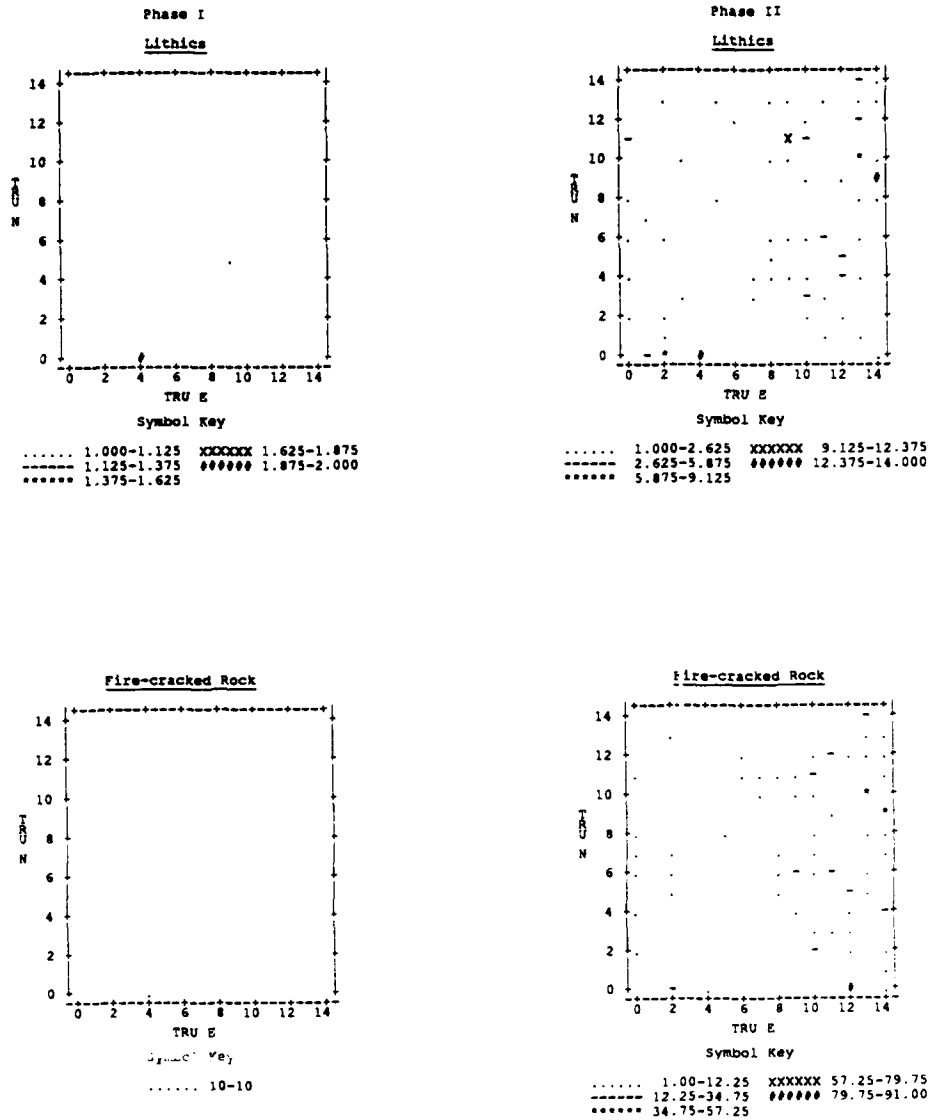 Phase I
Lithics
14
12
10
8
6
4
2
0
TRU N
0 2 4 6 8 10 12 14
TRU E
Symbol Key
...... 1.000-1.125 XXXXXX 1.625-1.875
------ 1.125-1.375 ###### 1.875-2.000
****** 1.375-1.625
Phase II
Lithics
14
12
10
8
6
4
2
0
TRU N
0 2 4 6 8 10 12 14
TRU E
Symbol Key
...... 1.000-2.625 XXXXXX 9.125-12.375
------ 2.625-5.875 ###### 12.375-14.000
****** 5.875-9.125
Fire-cracked Rock
14
12
10
8
6
4
2
0
TRU N
0 2 4 6 8 10 12 14
TRU E
Symbol Key
...... 10-10
Fire-cracked Rock
14
12
10
8
6
4
2
0
TRU N
0 2 4 6 8 10 12 14
TRU E
Symbol Key
...... 1.00-12.25 XXXXXX 57.25-79.75
------ 12.25-34.75 ###### 79.75-91.00
****** 34.75-57.25